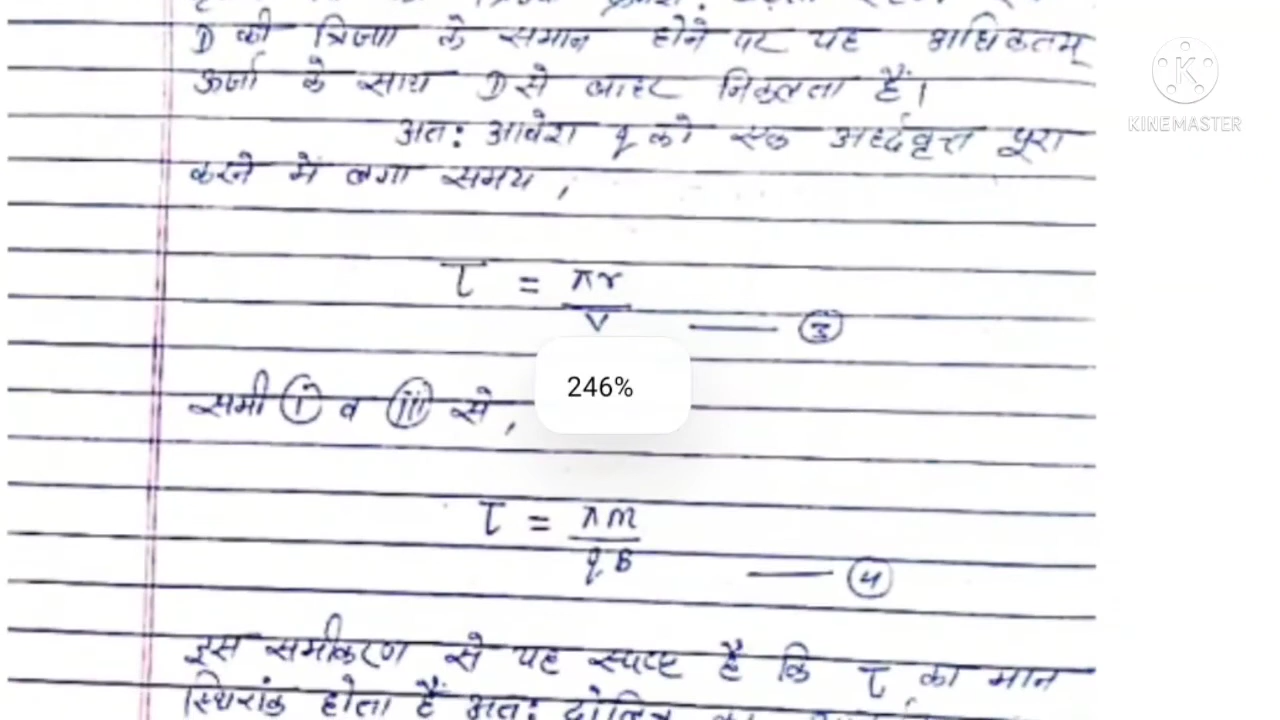 D की त्रिज्या के समान होने पर यह अधिकतम्
ऊर्जा के साथ D से बाहर निकलता हैं।
अतः आवेश q को एक अर्द्धवृत्त पूरा
करने में लगा समय,
τ = πr / v —— ③
समी ⓘ व ⓘⓘⓘ से,
τ = πm / qB —— ④
इस समीकरण से यह स्पष्ट है कि τ का मान
स्थिरांक होता हैं अतः दोलित्र का
246%
KINEMASTER